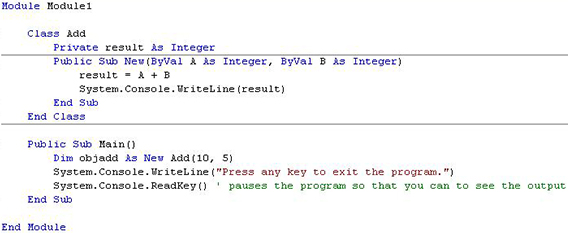 Module Module1
Class Add
Private result As Integer
Public Sub New(ByVal A As Integer, ByVal B As Integer)
result = A + B
System.Console.WriteLine(result)
End Sub
End Class
Public Sub Main()
Dim objadd As New Add(10, 5)
System.Console.WriteLine("Press any key to exit the program.")
System.Console.ReadKey() ' pauses the program so that you can to see the output
End Sub
End Module